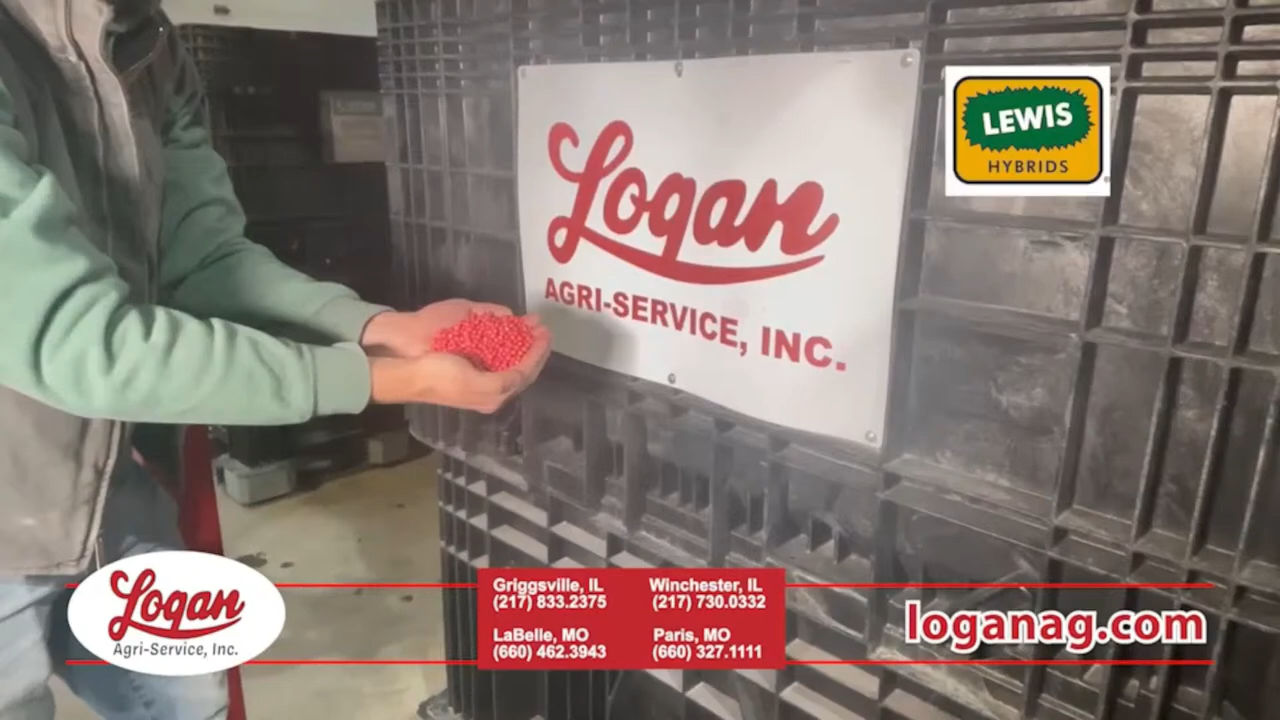 LEWIS
HYBRIDS
Logan
AGRI-SERVICE, INC.
Logan
Agri-Service, Inc.
Griggsville, IL
(217) 833.2375
Winchester, IL
(217) 730.0332
LaBelle, MO
(660) 462.3943
Paris, MO
(660) 327.1111
loganag.com